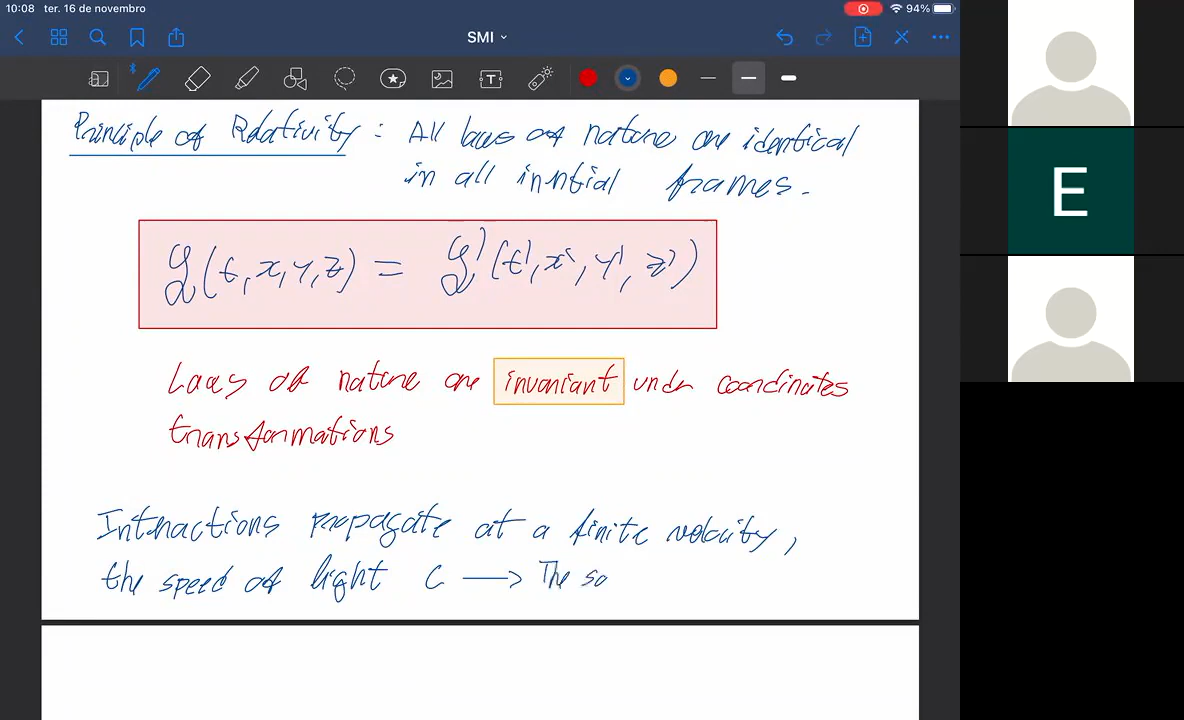 10:08 ter. 16 de novembro
94%
SMI
Principle of Relativity : All laws of nature are identical
in all inertial frames.
E
L(t, x, y, z) = L'(t', x', y', z')
Laws of nature are invariant under coordinates
transformations
Interactions propagate at a finite velocity,
the speed of light c → The sa